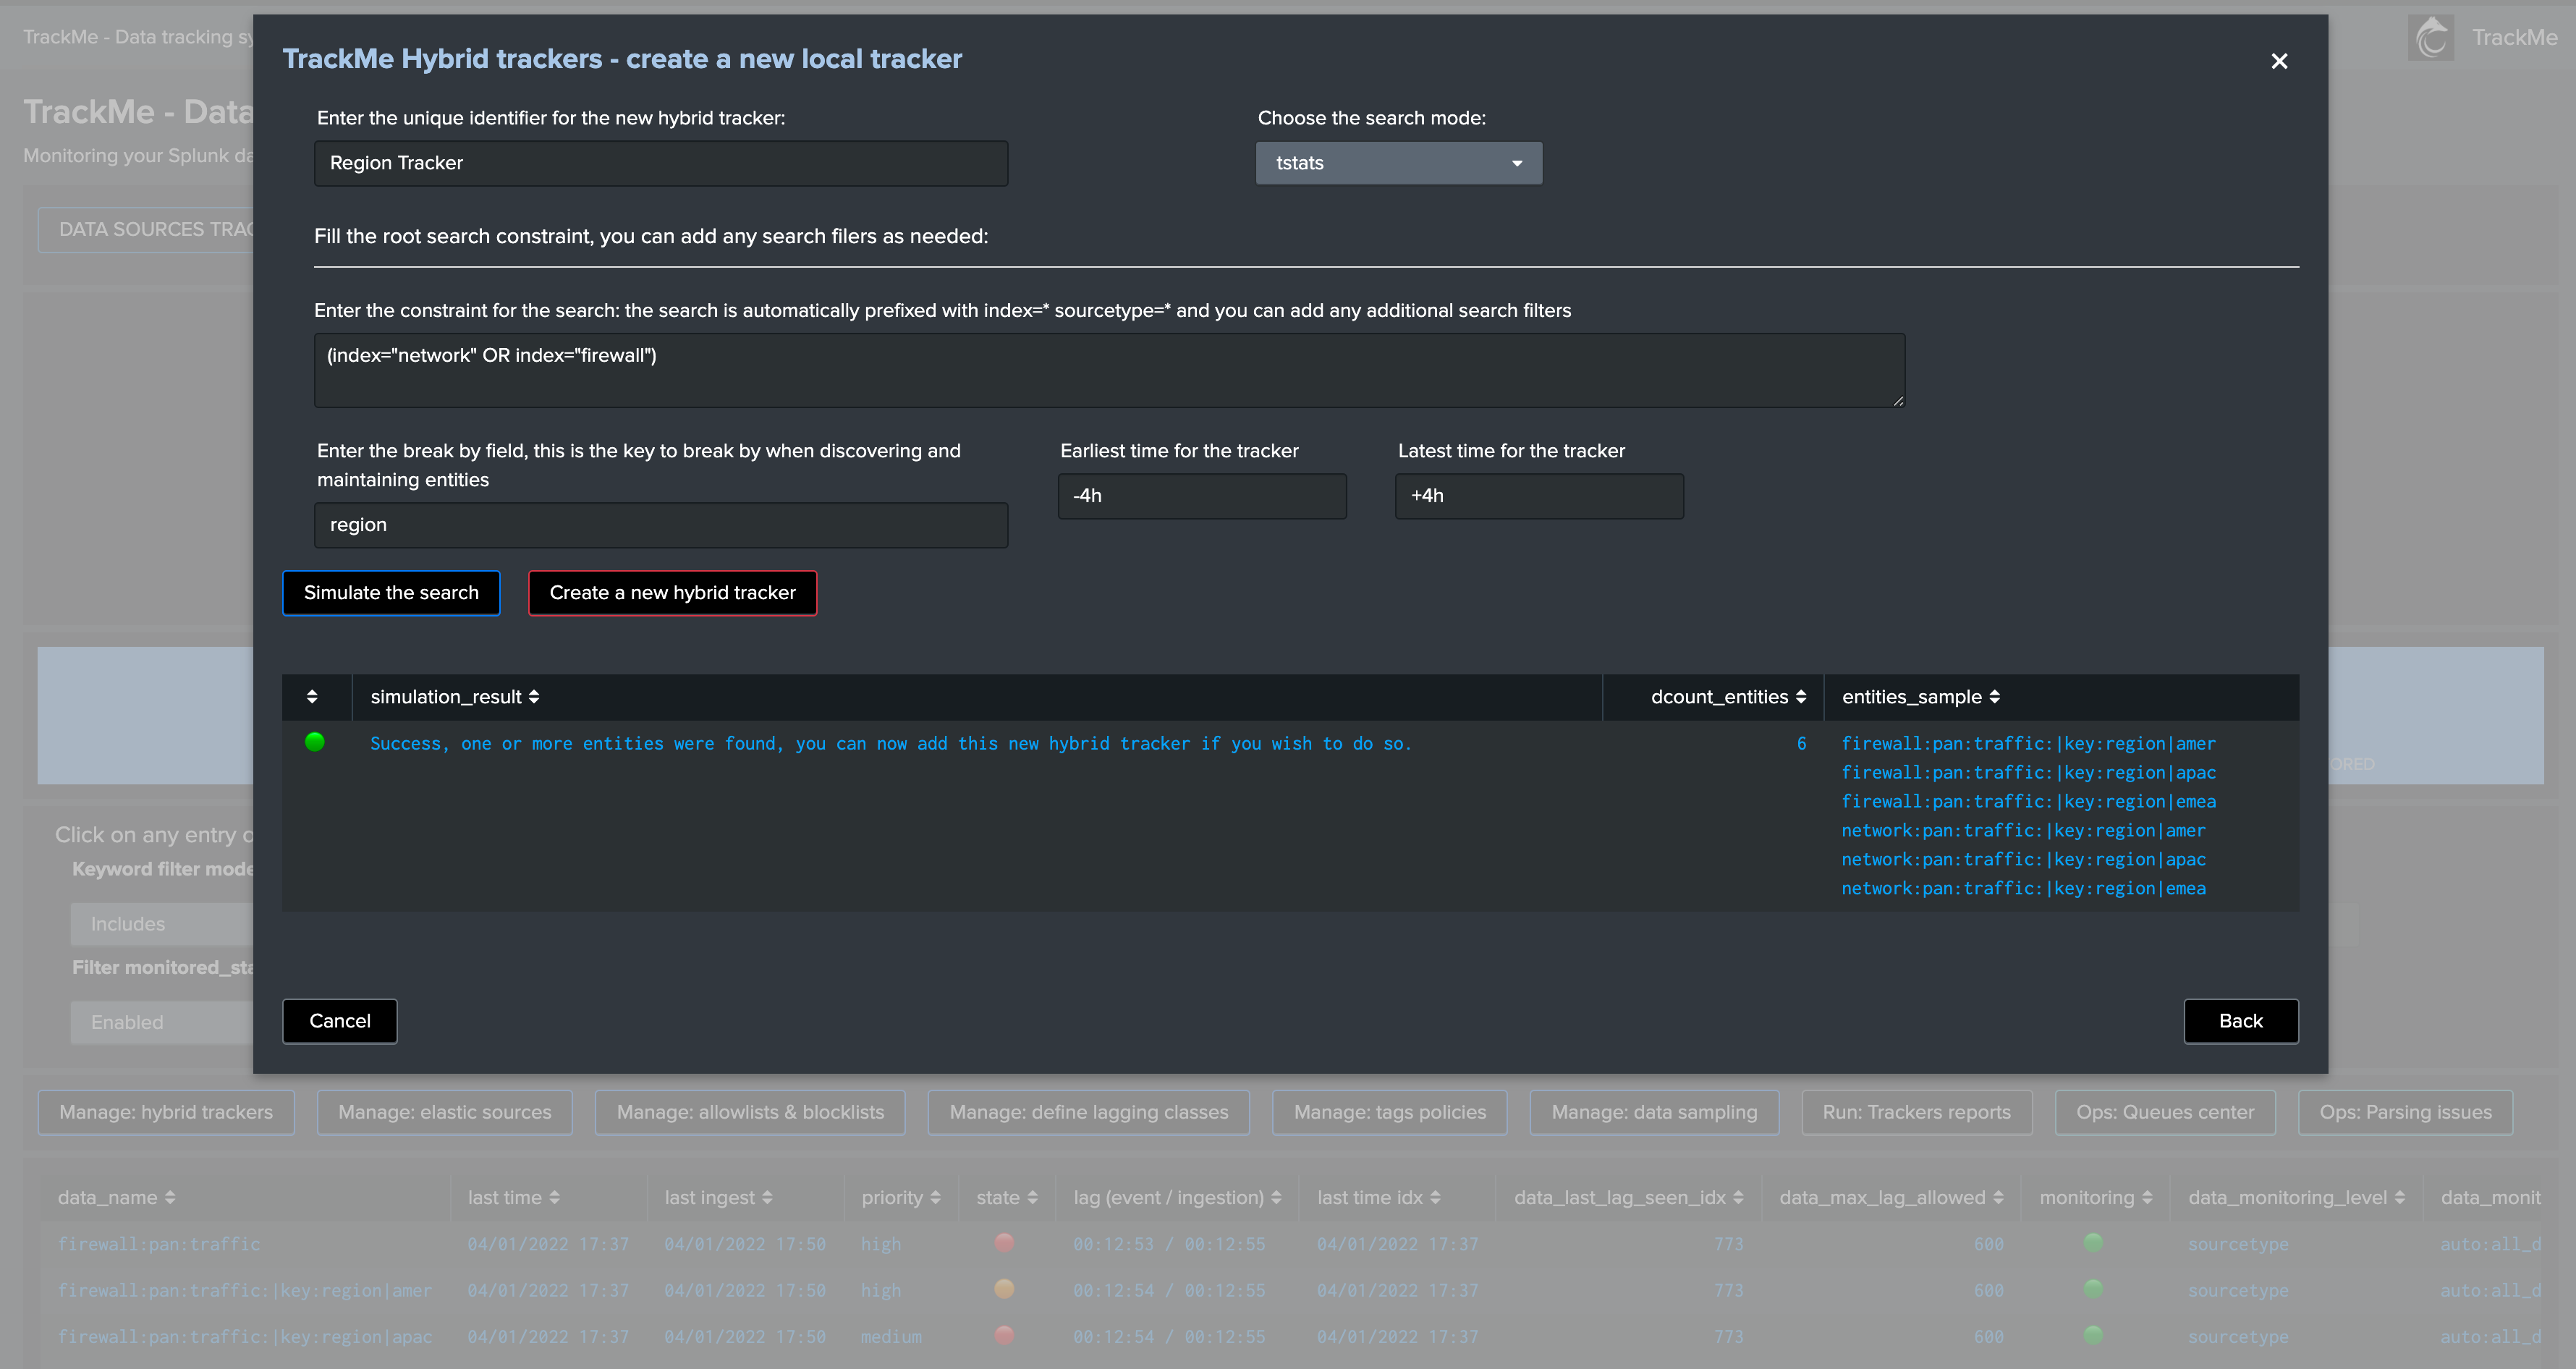 TrackMe - Data tracking sy
TrackMe
TrackMe - Data
Monitoring your Splunk da
DATA SOURCES TRAC
TrackMe Hybrid trackers - create a new local tracker
Enter the unique identifier for the new hybrid tracker:
Choose the search mode:
Region Tracker
tstats
Fill the root search constraint, you can add any search filers as needed:
Enter the constraint for the search: the search is automatically prefixed with index=* sourcetype=* and you can add any additional search filters
(index="network" OR index="firewall")
Enter the break by field, this is the key to break by when discovering and
maintaining entities
Earliest time for the tracker
Latest time for the tracker
-4h
+4h
region
Simulate the search
Create a new hybrid tracker
simulation_result
dcount_entities
entities_sample
Success, one or more entities were found, you can now add this new hybrid tracker if you wish to do so.
6
firewall:pan:traffic:|key:region|amer
firewall:pan:traffic:|key:region|apac
firewall:pan:traffic:|key:region|emea
network:pan:traffic:|key:region|amer
network:pan:traffic:|key:region|apac
network:pan:traffic:|key:region|emea
ORED
Click on any entry o
Keyword filter mode
Includes
Filter monitored_sta
Enabled
Cancel
Back
Manage: hybrid trackers
Manage: elastic sources
Manage: allowlists & blocklists
Manage: define lagging classes
Manage: tags policies
Manage: data sampling
Run: Trackers reports
Ops: Queues center
Ops: Parsing issues
data_name last time last ingest priority state lag (event / ingestion) last time idx data_last_lag_seen_idx data_max_lag_allowed monitoring data_monitoring_level data_monit
firewall:pan:traffic 04/01/2022 17:37 04/01/2022 17:50 high 00:12:53 / 00:12:55 04/01/2022 17:37 773 600 sourcetype auto:all_d
firewall:pan:traffic:|key:region|amer 04/01/2022 17:37 04/01/2022 17:50 high 00:12:54 / 00:12:55 04/01/2022 17:37 773 600 sourcetype auto:all_d
firewall:pan:traffic:|key:region|apac 04/01/2022 17:37 04/01/2022 17:50 medium 00:12:54 / 00:12:55 04/01/2022 17:37 773 600 sourcetype auto:all_d